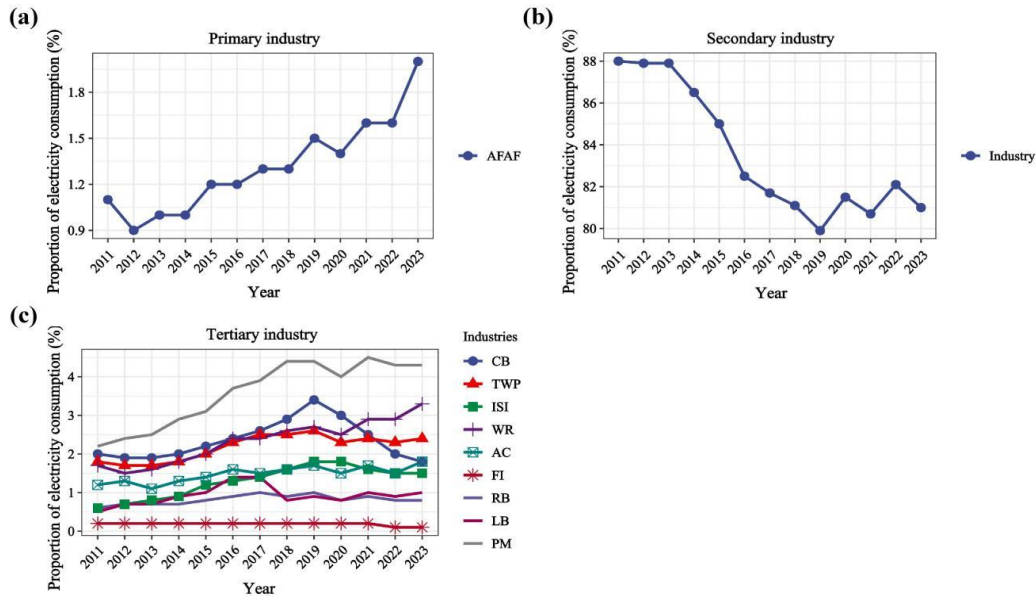 (a)
Primary industry
Proportion of electricity consumption (%)
1.8
1.5
1.2
0.9
2011 2012 2013 2014 2015 2016 2017 2018 2019 2020 2021 2022 2023
Year
AFAF
(b)
Secondary industry
Proportion of electricity consumption (%)
88
86
84
82
80
2011 2012 2013 2014 2015 2016 2017 2018 2019 2020 2021 2022 2023
Year
Industry
(c)
Tertiary industry
Proportion of electricity consumption (%)
4
3
2
1
0
2011 2012 2013 2014 2015 2016 2017 2018 2019 2020 2021 2022 2023
Year
Industries
CB
TWP
ISI
WR
AC
FI
RB
LB
PM